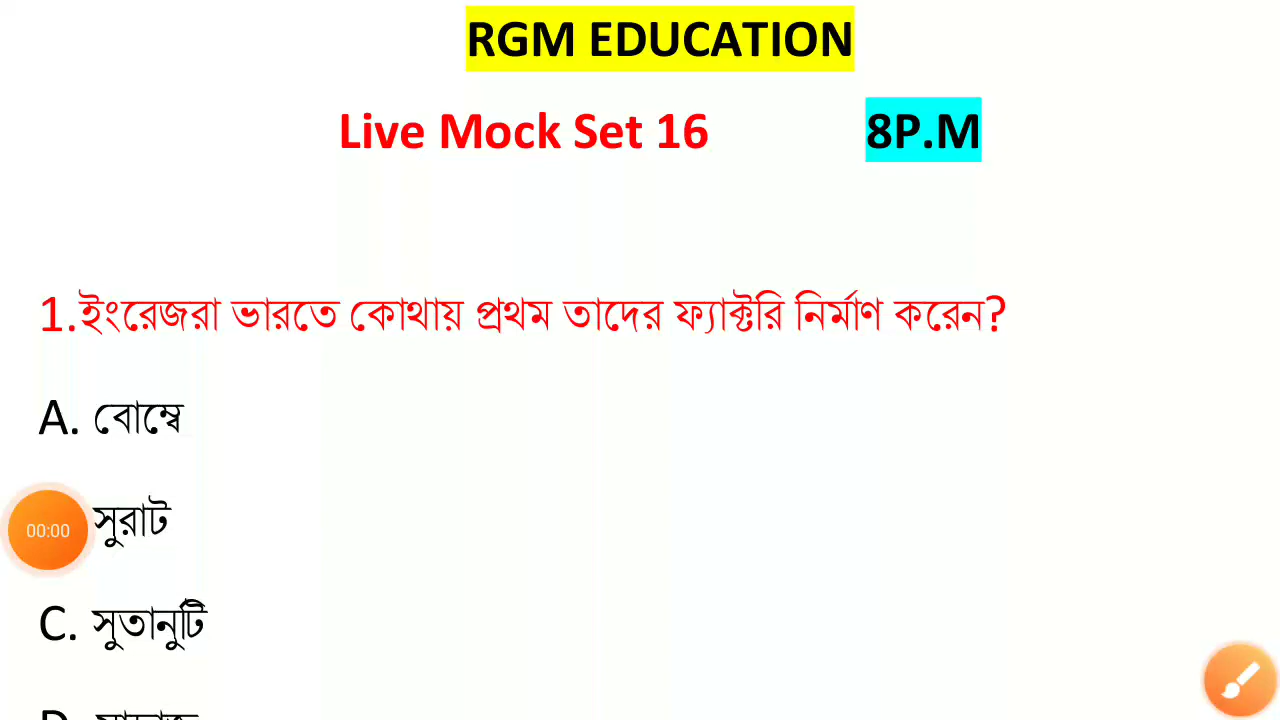 RGM EDUCATION
Live Mock Set 16 8P.M
1.ইংরেজরা ভারতে কোথায় প্রথম তাদের ফ্যাক্টরি নির্মাণ করেন?
A. বোম্বে
00:00 সুরাট
C. সুতানুটি
D.